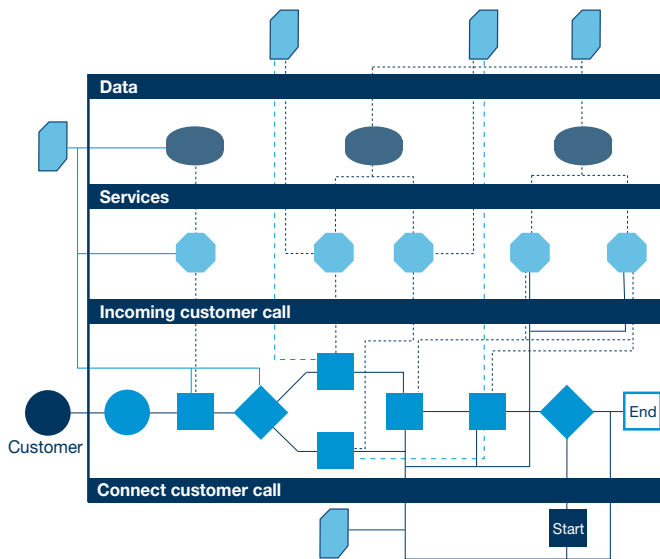 Data
Services
Incoming customer call
Customer
End
Connect customer call
Start